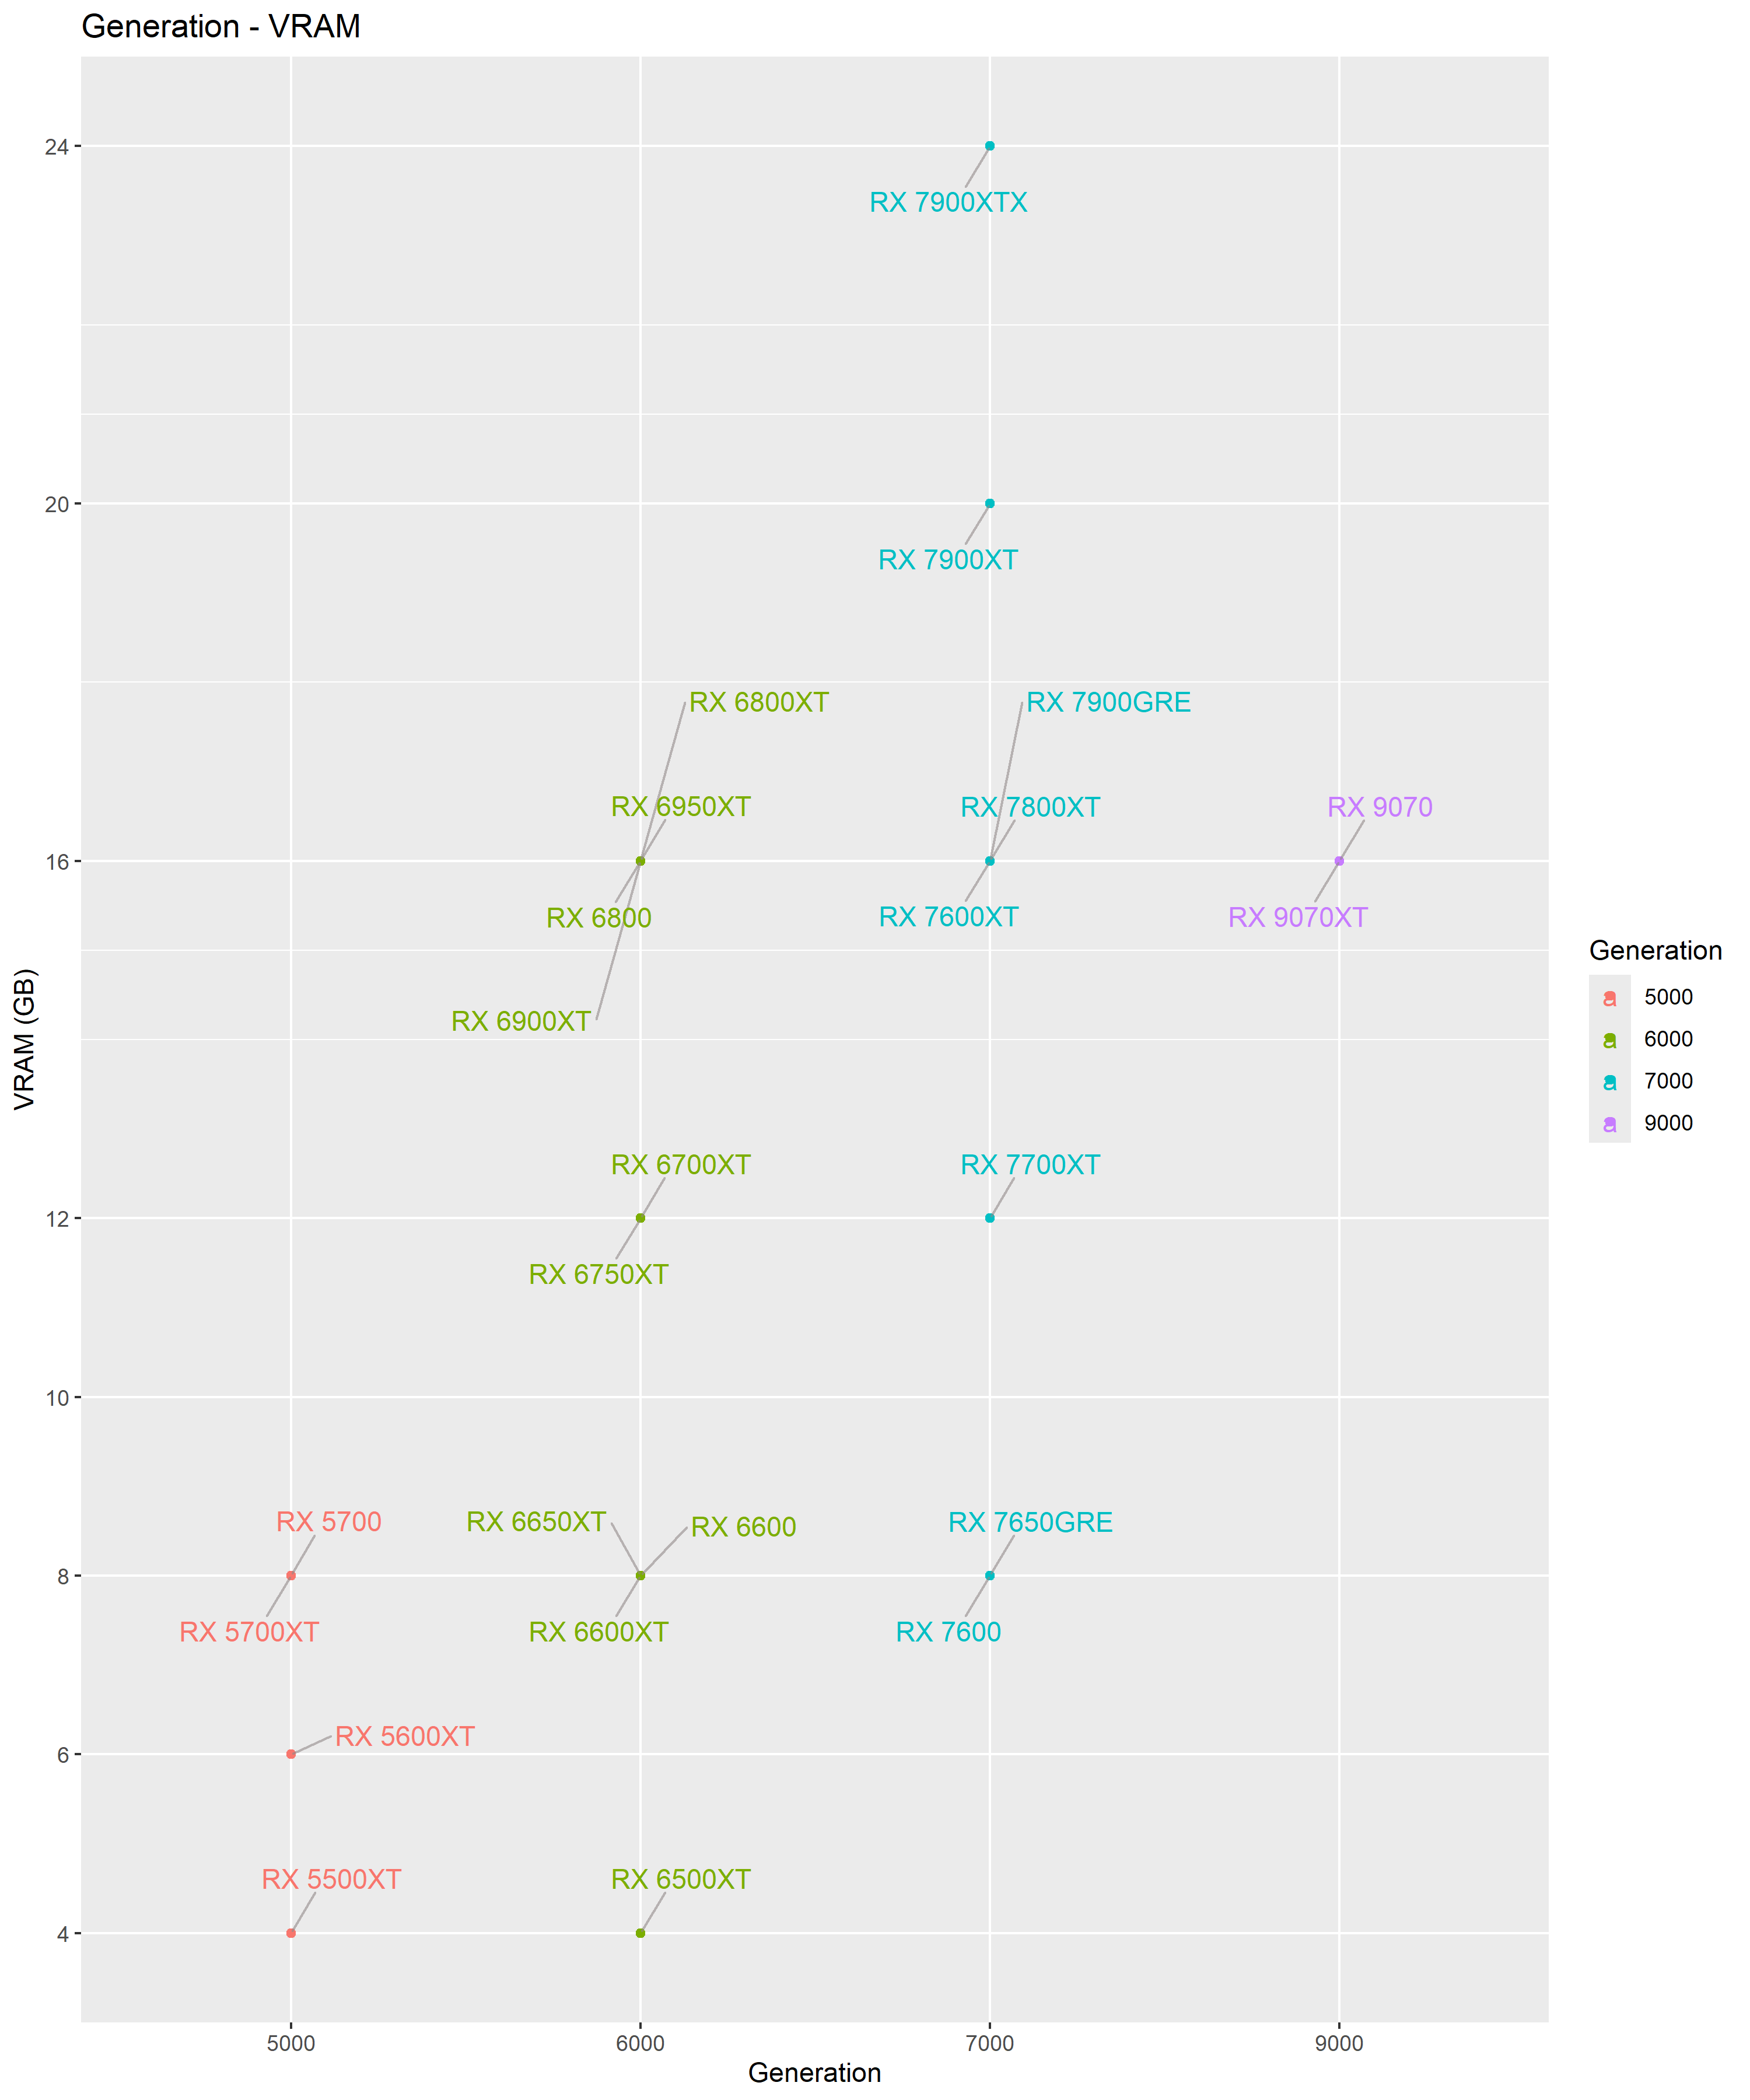 Generation - VRAM
24
RX 7900XTX
20
RX 7900XT
RX 6800XT
RX 7900GRE
RX 6950XT
RX 7800XT
RX 9070
16
RX 6800
RX 7600XT
RX 9070XT
RX 6900XT
VRAM (GB)
RX 6700XT
RX 7700XT
12
RX 6750XT
10
RX 5700
RX 6650XT
RX 6600
RX 7650GRE
8
RX 5700XT
RX 6600XT
RX 7600
RX 5600XT
6
RX 5500XT
RX 6500XT
4
5000
6000
7000
9000
Generation
Generation
a 5000
a 6000
a 7000
a 9000